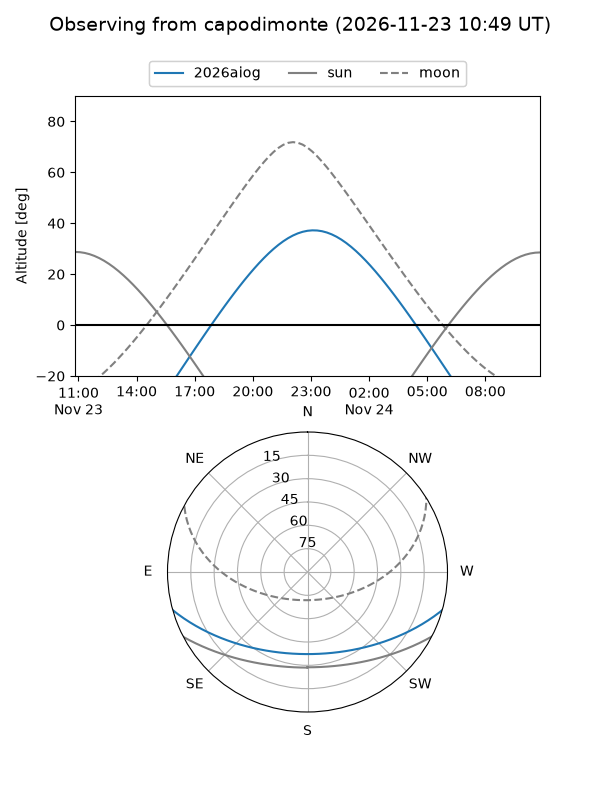 Observing from capodimonte (2026-11-23 10:49 UT)
2026aiog sun moon
Altitude [deg]
80
60
40
20
0
−20
11:00 14:00 17:00 20:00 23:00 02:00 05:00 08:00
Nov 23 Nov 24
N
NE NW
15
30
45
60
75
E W
SE SW
S